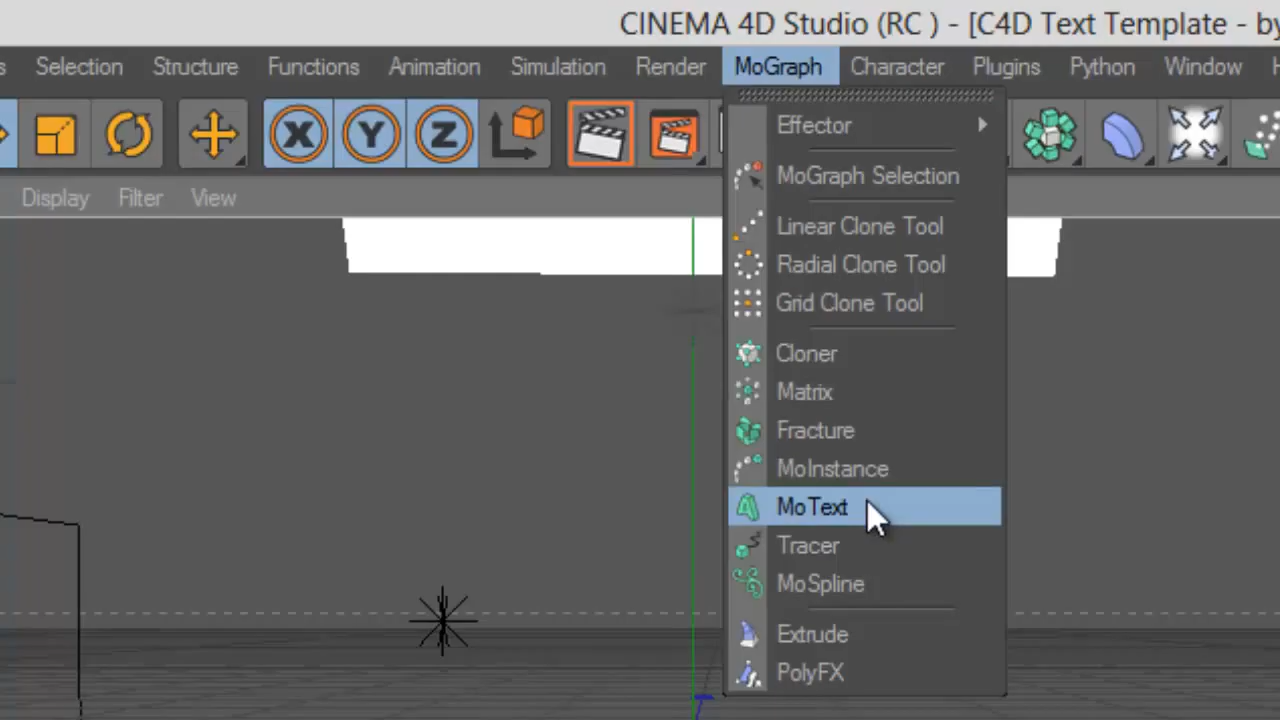 CINEMA 4D Studio (RC ) - [C4D Text Template - by
s Selection Structure Functions Animation Simulation Render MoGraph Character Plugins Python Window H
X Y Z
Display Filter View
Effector
MoGraph Selection
Linear Clone Tool
Radial Clone Tool
Grid Clone Tool
Cloner
Matrix
Fracture
MoInstance
MoText
Tracer
MoSpline
Extrude
PolyFX